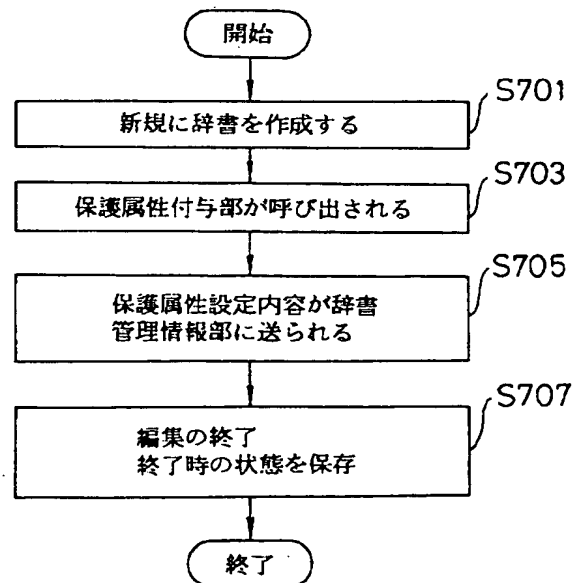 開始
S701
新規に辞書を作成する
S703
保護属性付与部が呼び出される
S705
保護属性設定内容が辞書
管理情報部に送られる
S707
編集の終了
終了時の状態を保存
終了